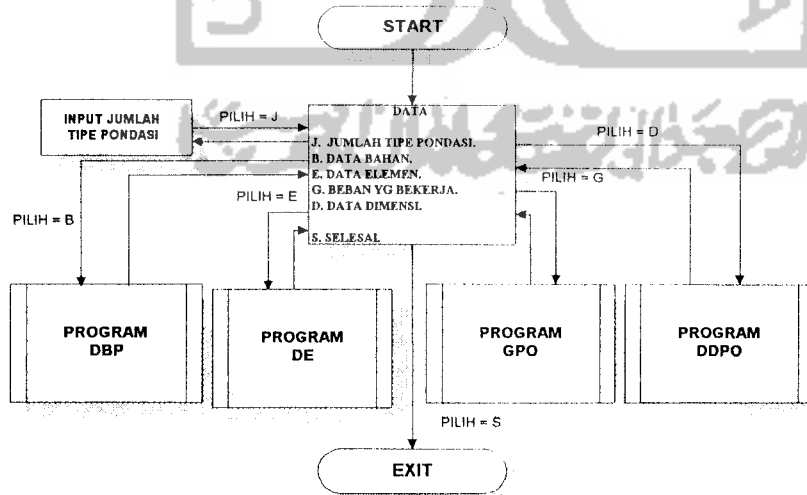 START
DATA
INPUT JUMLAH
TIPE PONDASI
PILIH = J
J. JUMLAH TIPE PONDASI.
B. DATA BAHAN.
E. DATA ELEMEN.
G. BEBAN YG BEKERJA.
D. DATA DIMENSI.
S. SELESAI
PILIH = D
PILIH = G
PILIH = E
PILIH = B
PROGRAM
DBP
PROGRAM
DE
PROGRAM
GPO
PROGRAM
DDPO
PILIH = S
EXIT